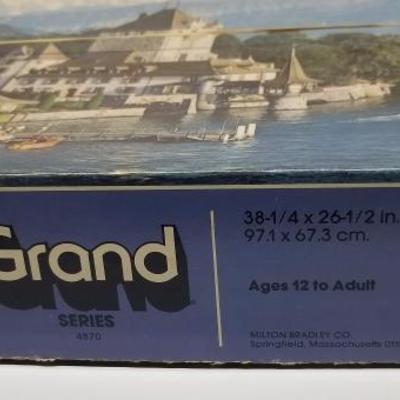 Grand
SERIES
4870
38-1/4 x 26-1/2 in.
97.1 x 67.3 cm.
Ages 12 to Adult
MILTON BRADLEY CO.
Springfield, Massachusetts